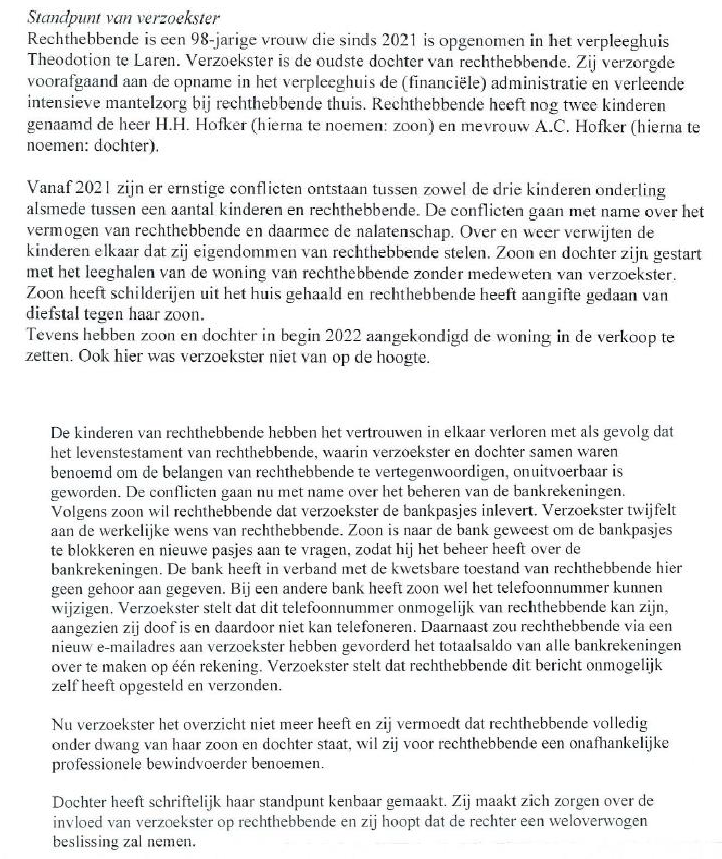 Standpunt van verzoekster
Rechthebbende is een 98-jarige vrouw die sinds 2021 is opgenomen in het verpleeghuis
Theodotion te Laren. Verzoekster is de oudste dochter van rechthebbende. Zij verzorgde
voorafgaand aan de opname in het verpleeghuis de (financiële) administratie en verleende
intensieve mantelzorg bij rechthebbende thuis. Rechthebbende heeft nog twee kinderen
genaamd de heer H.H. Hofker (hierna te noemen: zoon) en mevrouw A.C. Hofker (hierna te
noemen: dochter).
Vanaf 2021 zijn er ernstige conflicten ontstaan tussen zowel de drie kinderen onderling
alsmede tussen een aantal kinderen en rechthebbende. De conflicten gaan met name over het
vermogen van rechthebbende en daarmee de nalatenschap. Over en weer verwijten de
kinderen elkaar dat zij eigendommen van rechthebbende stelen. Zoon en dochter zijn gestart
met het leeghalen van de woning van rechthebbende zonder medeweten van verzoekster.
Zoon heeft schilderijen uit het huis gehaald en rechthebbende heeft aangifte gedaan van
diefstal tegen haar zoon.
Tevens hebben zoon en dochter in begin 2022 aangekondigd de woning in de verkoop te
zetten. Ook hier was verzoekster niet van op de hoogte.
De kinderen van rechthebbende hebben het vertrouwen in elkaar verloren met als gevolg dat
het levenstestament van rechthebbende, waarin verzoekster en dochter samen waren
benoemd om de belangen van rechthebbende te vertegenwoordigen, onuitvoerbaar is
geworden. De conflicten gaan nu met name over het beheren van de bankrekeningen.
Volgens zoon wil rechthebbende dat verzoekster de bankpasjes inlevert. Verzoekster twijfelt
aan de werkelijke wens van rechthebbende. Zoon is naar de bank geweest om de bankpasjes
te blokkeren en nieuwe pasjes aan te vragen, zodat hij het beheer heeft over de
bankrekeningen. De bank heeft in verband met de kwetsbare toestand van rechthebbende hier
geen gehoor aan gegeven. Bij een andere bank heeft zoon wel het telefoonnummer kunnen
wijzigen. Verzoekster stelt dat dit telefoonnummer onmogelijk van rechthebbende kan zijn,
aangezien zij doof is en daardoor niet kan telefoneren. Daarnaast zou rechthebbende via een
nieuw e-mailadres aan verzoekster hebben gevorderd het totaalsaldo van alle bankrekeningen
over te maken op één rekening. Verzoekster stelt dat rechthebbende dit bericht onmogelijk
zelf heeft opgesteld en verzonden.
Nu verzoekster het overzicht niet meer heeft en zij vermoedt dat rechthebbende volledig
onder dwang van haar zoon en dochter staat, wil zij voor rechthebbende een onafhankelijke
professionele bewindvoerder benoemen.
Dochter heeft schriftelijk haar standpunt kenbaar gemaakt. Zij maakt zich zorgen over de
invloed van verzoekster op rechthebbende en zij hoopt dat de rechter een weloverwogen
beslissing zal nemen.